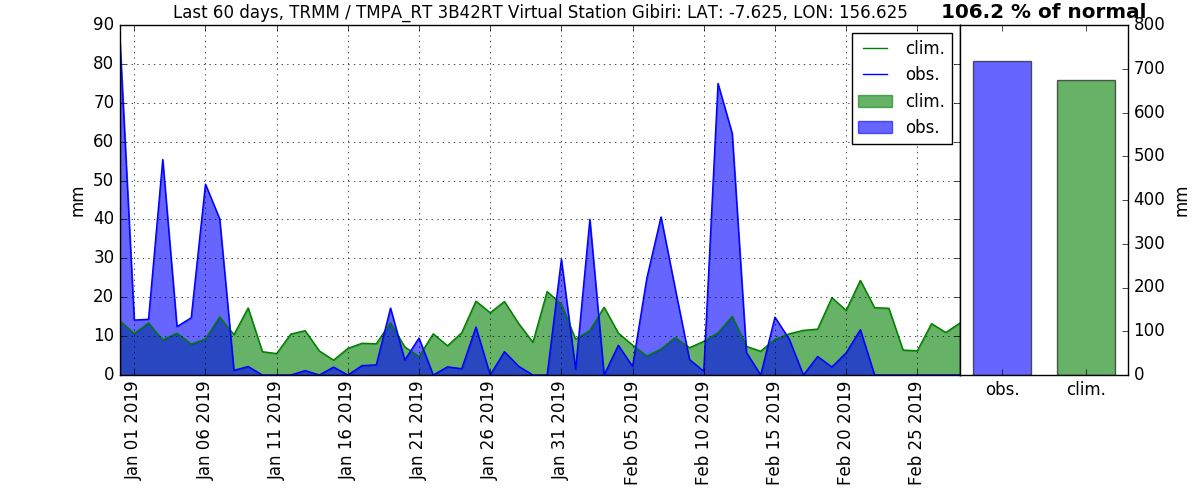 Last 60 days, TRMM / TMPA_RT 3B42RT Virtual Station Gibiri: LAT: -7.625, LON: 156.625
106.2 % of normal
90
80
70
60
50
40
30
20
10
0
mm
clim.
obs.
clim.
obs.
Jan 01 2019
Jan 06 2019
Jan 11 2019
Jan 16 2019
Jan 21 2019
Jan 26 2019
Jan 31 2019
Feb 05 2019
Feb 10 2019
Feb 15 2019
Feb 20 2019
Feb 25 2019
800
700
600
500
400
300
200
100
0
mm
obs.
clim.